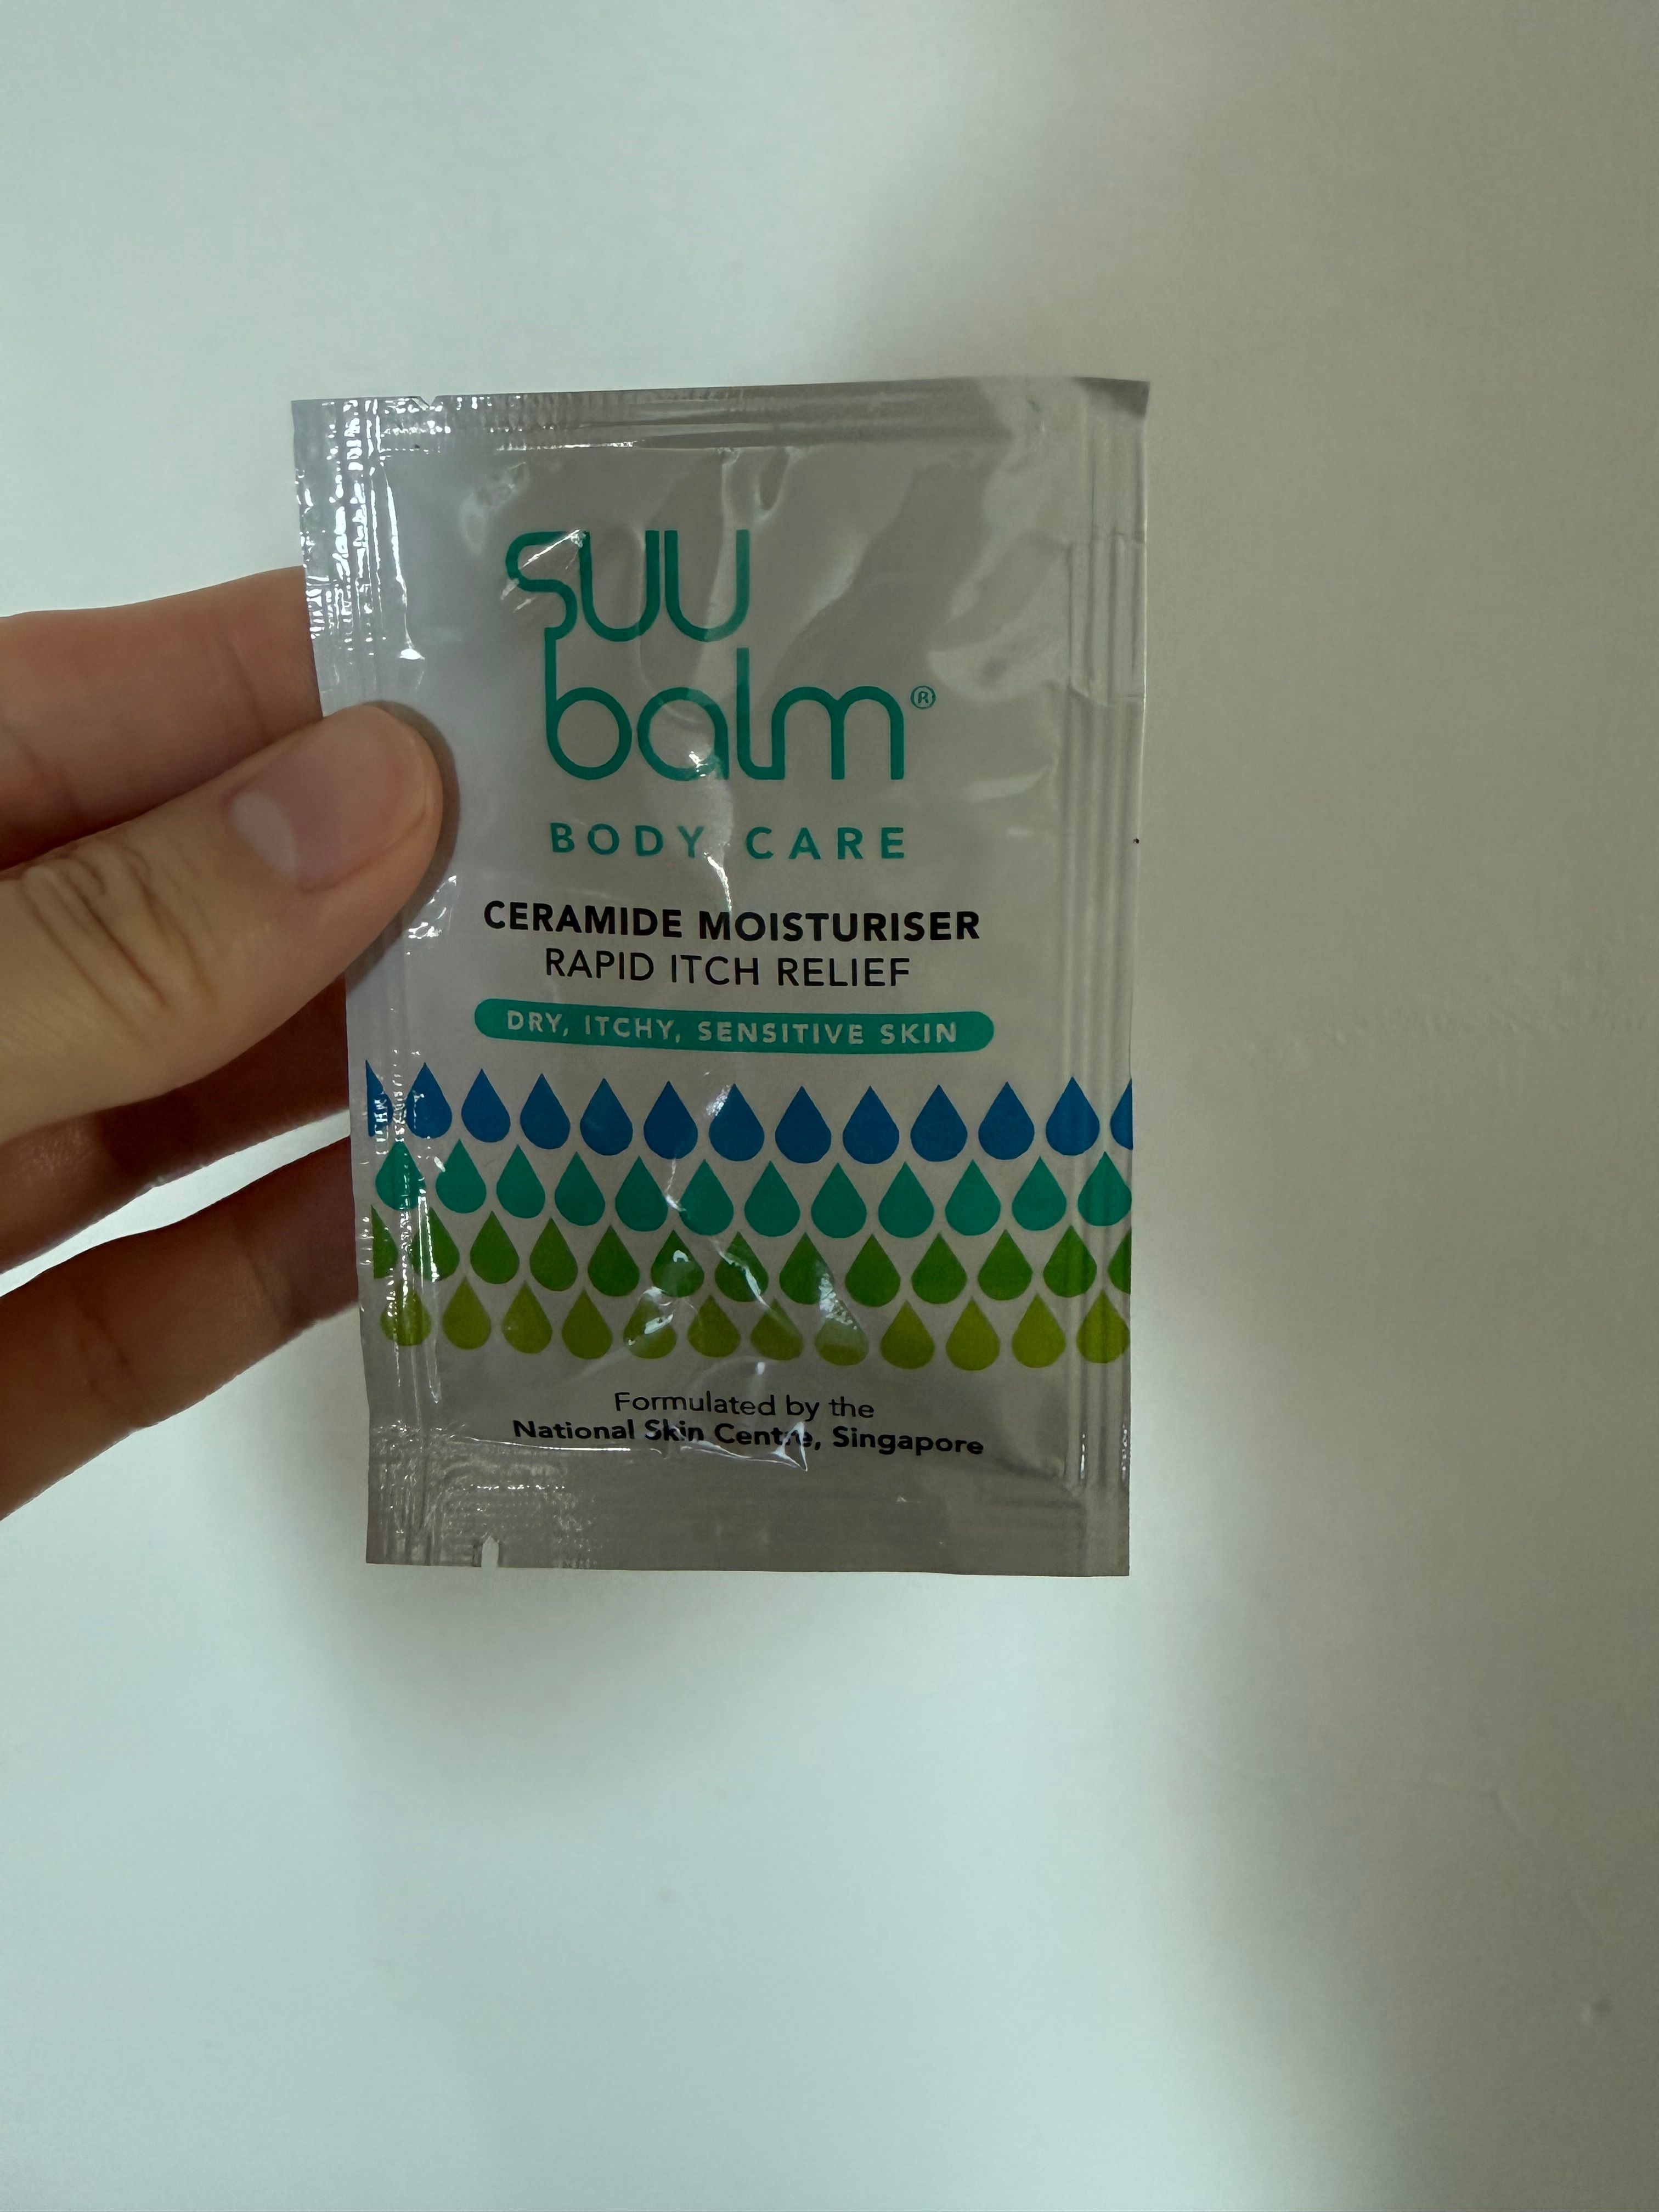 suu
balm®
BODY CARE
CERAMIDE MOISTURISER
RAPID ITCH RELIEF
DRY, ITCHY, SENSITIVE SKIN
Formulated by the
National Skin Centre, Singapore